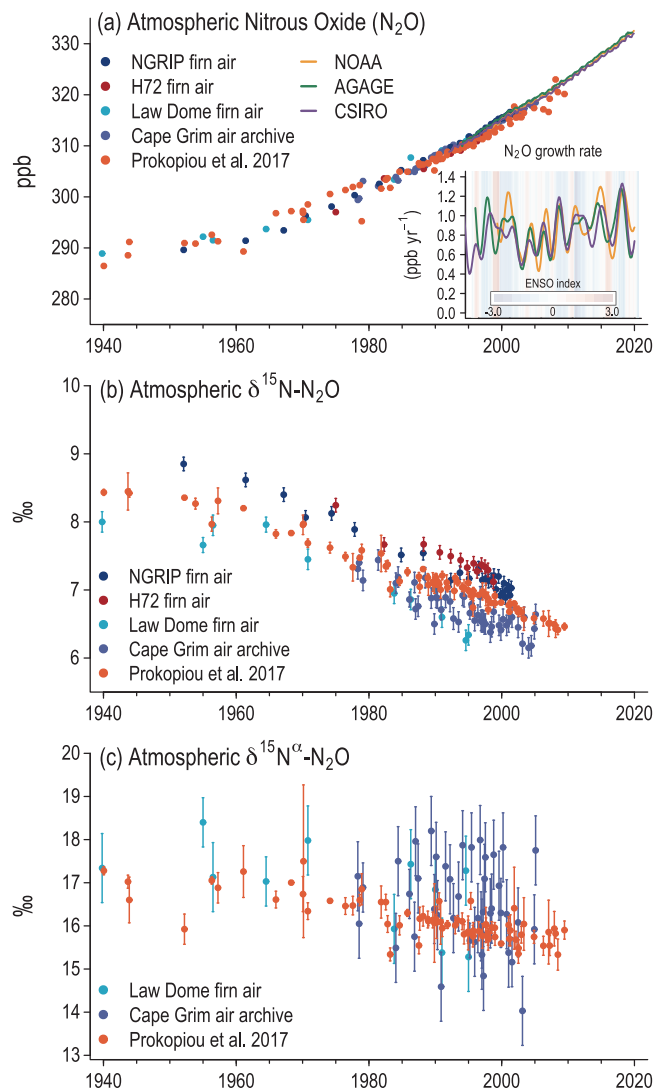 (a) Atmospheric Nitrous Oxide (N₂O)
330
320
310
300
290
280
ppb
NGRIP firn air
H72 firn air
Law Dome firn air
Cape Grim air archive
Prokopiou et al. 2017
NOAA
AGAGE
CSIRO
N₂O growth rate
(ppb yr⁻¹)
1.4
1.2
1.0
0.8
0.6
0.4
0.2
0.0
ENSO index
-3.0 0 3.0
1940 1960 1980 2000 2020
(b) Atmospheric δ¹⁵N-N₂O
10
9
8
7
6
‰
NGRIP firn air
H72 firn air
Law Dome firn air
Cape Grim air archive
Prokopiou et al. 2017
1940 1960 1980 2000 2020
(c) Atmospheric δ¹⁵Nᵅ-N₂O
20
19
18
17
16
15
14
13
‰
Law Dome firn air
Cape Grim air archive
Prokopiou et al. 2017
1940 1960 1980 2000 2020